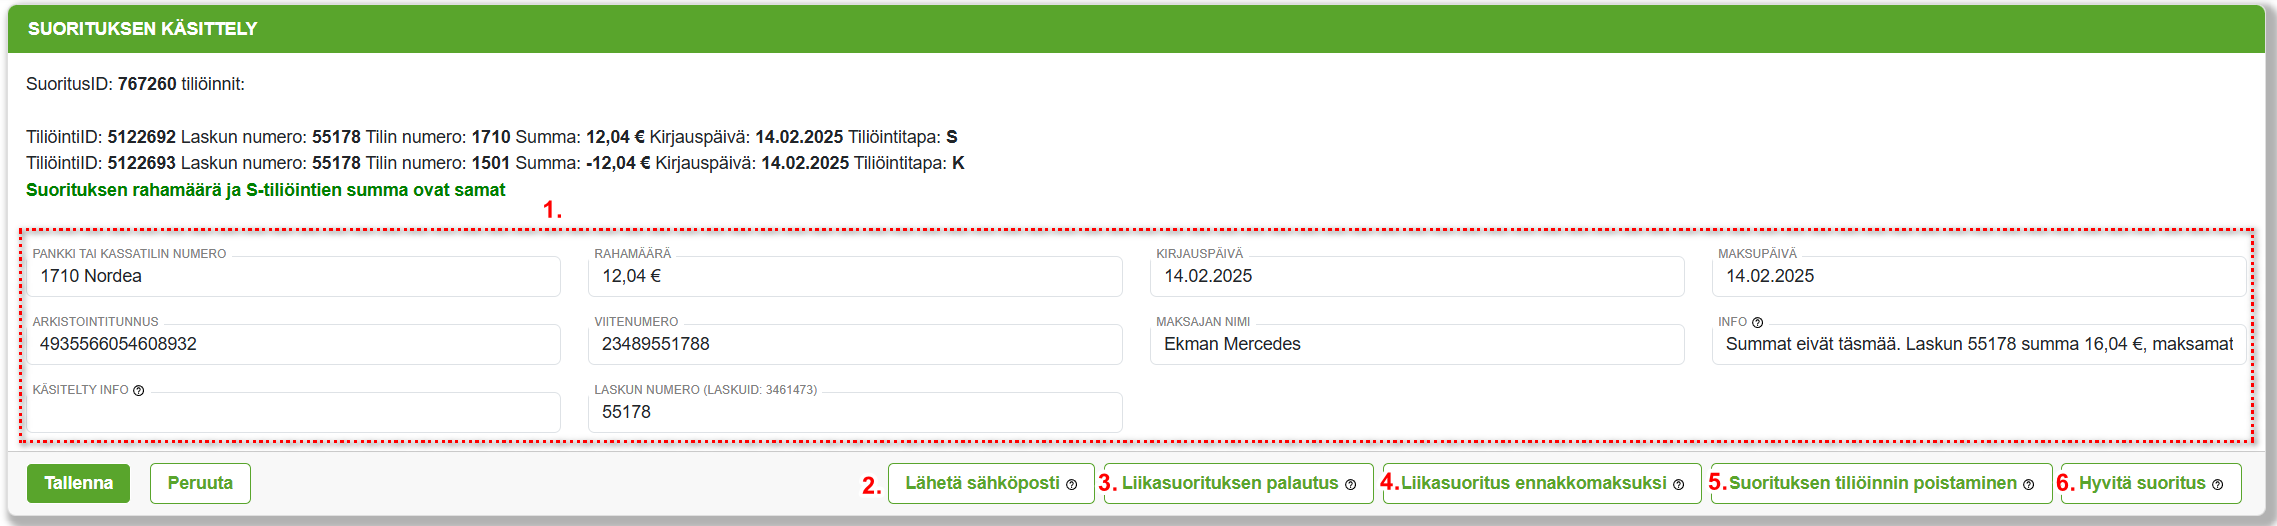 SUORITUKSEN KÄSITTELY
SuoritusID: 767260 tiliöinnit:
TiliöintiID: 5122692 Laskun numero: 55178 Tilin numero: 1710 Summa: 12,04 € Kirjauspäivä: 14.02.2025 Tiliöintitapa: S
TiliöintiID: 5122693 Laskun numero: 55178 Tilin numero: 1501 Summa: -12,04 € Kirjauspäivä: 14.02.2025 Tiliöintitapa: K
Suorituksen rahamäärä ja S-tiliöintien summa ovat samat
1.
PANKKI TAI KASSATILIN NUMERO RAHAMÄÄRÄ KIRJAUSPÄIVÄ MAKSUPÄIVÄ
1710 Nordea 12,04 € 14.02.2025 14.02.2025
ARKISTOINTITUNNUS VIITENUMERO MAKSAJAN NIMI INFO
4935566054608932 23489551788 Ekman Mercedes Summat eivät täsmää. Laskun 55178 summa 16,04 €, maksamat
KÄSITELTY INFO LASKUN NUMERO (LASKUID: 3461473)
55178
Tallenna Peruuta 2. Lähetä sähköposti 3. Liikasuorituksen palautus 4. Liikasuoritus ennakkomaksuksi 5. Suorituksen tiliöinnin poistaminen 6. Hyvitä suoritus